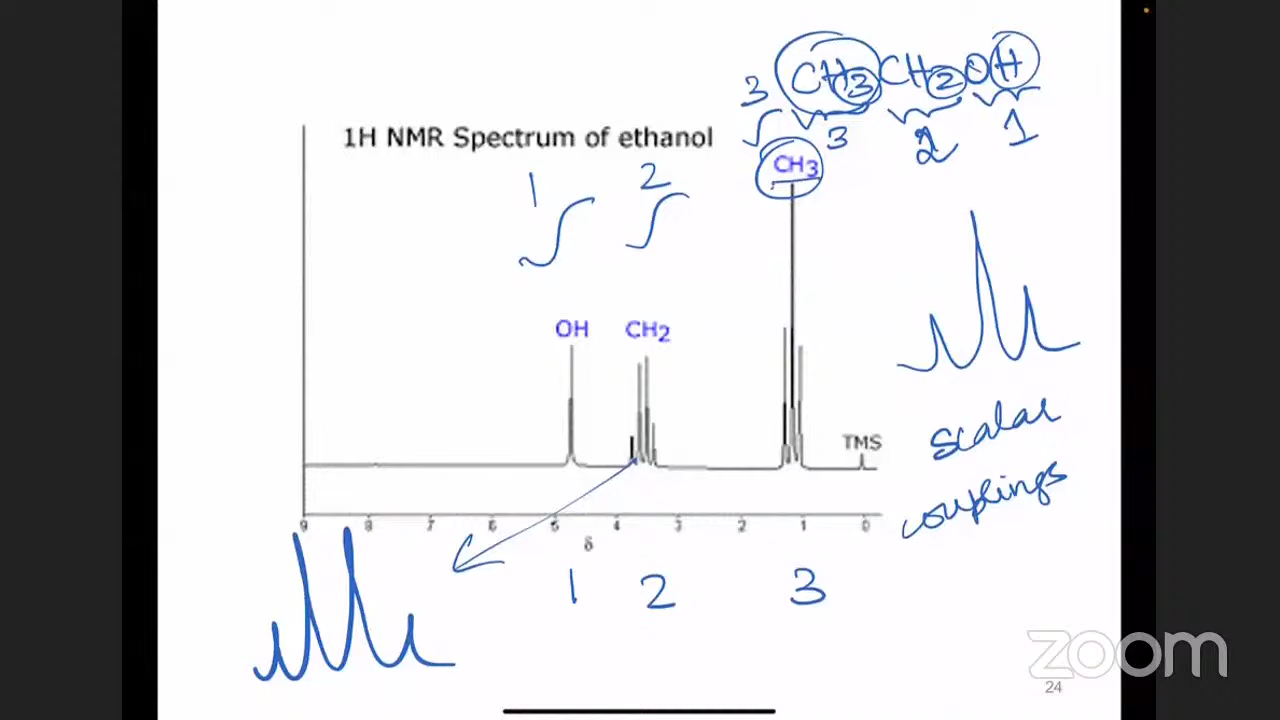 CH3CH2OH
3
3 2 1
1H NMR Spectrum of ethanol
1 2
CH3
OH CH2
TMS
scalar
couplings
9 8 7 6 5 4 3 2 1 0
δ
1 2 3
zoom
24